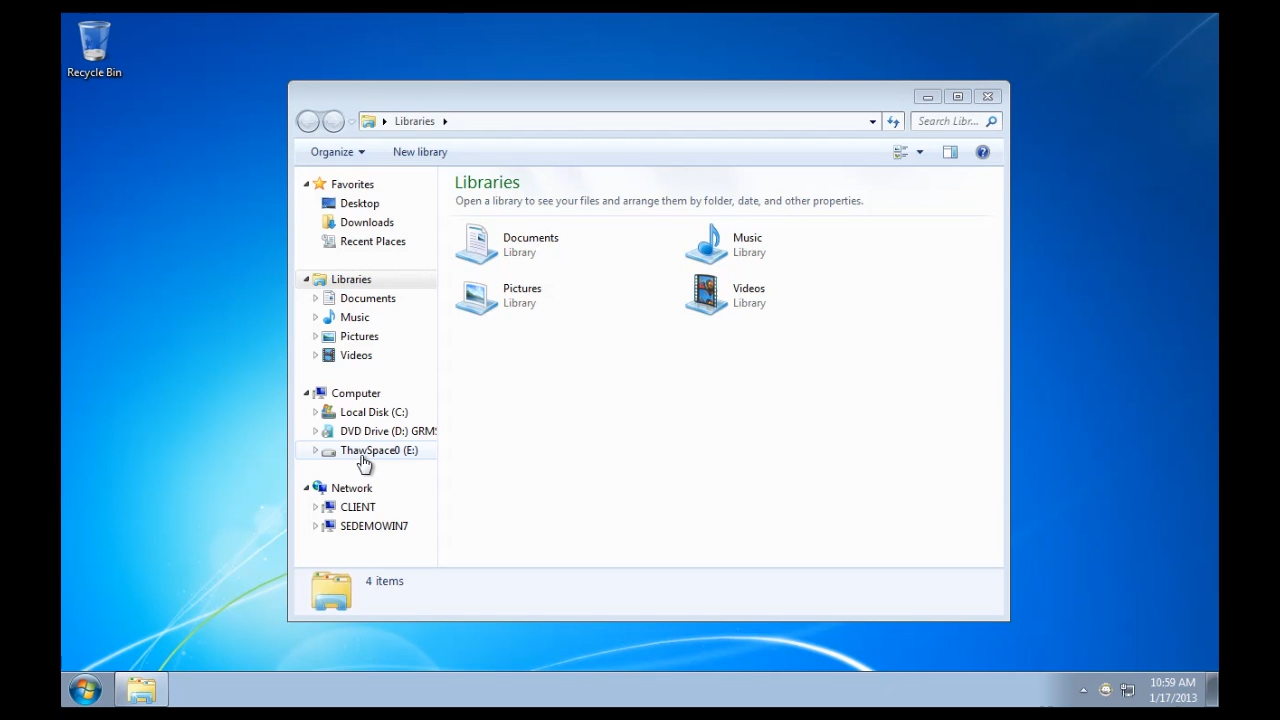 Recycle Bin
Libraries
Search Libr...
Organize
New library
Favorites
Desktop
Downloads
Recent Places
Libraries
Documents
Music
Pictures
Videos
Computer
Local Disk (C:)
DVD Drive (D:) GRMS
ThawSpace0 (E:)
Network
CLIENT
SEDEMOWIN7
Libraries
Open a library to see your files and arrange them by folder, date, and other properties.
Documents
Library
Music
Library
Pictures
Library
Videos
Library
4 items
10:59 AM
1/17/2013